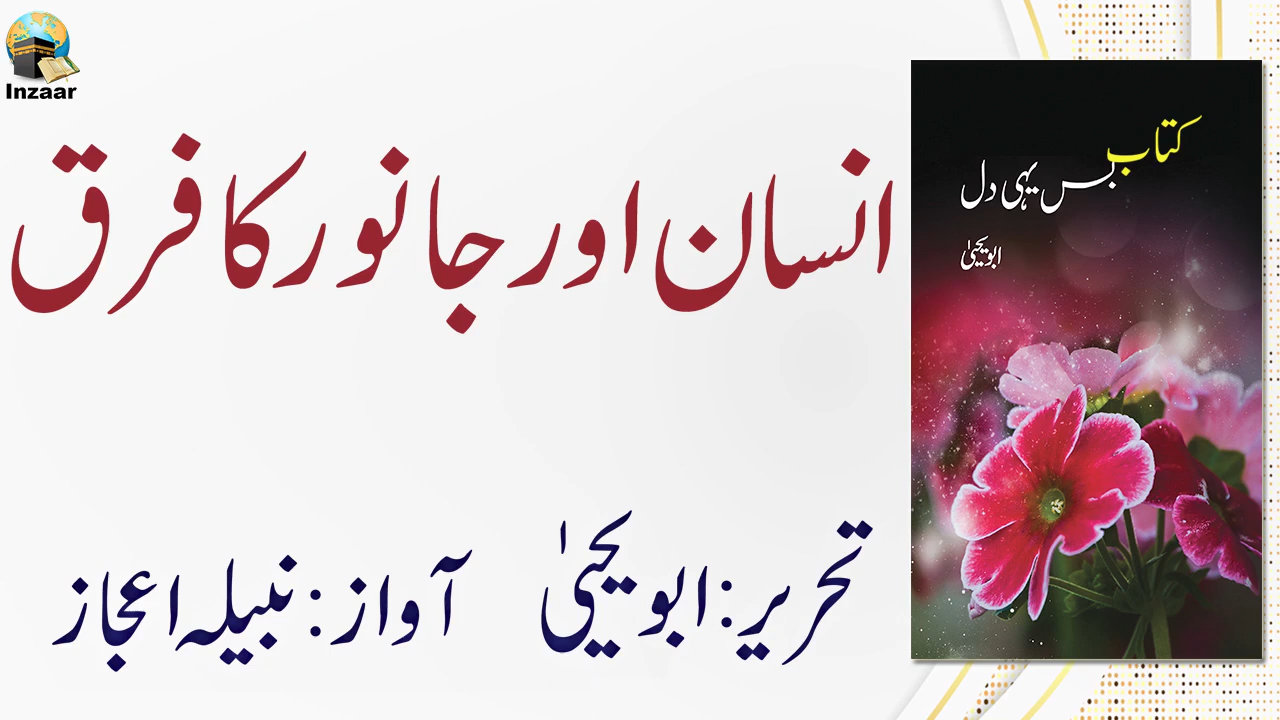 Inzaar
انسان اور جانور کا فرق
تحریر: ابویحییٰ آواز: نبیلہ اعجاز
کتاب
بس یہی دل
ابویحییٰ